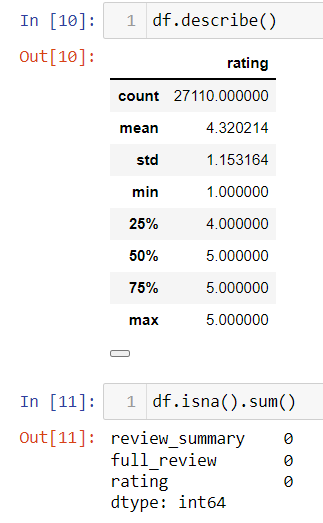 In [10]: 1 df.describe()
Out[10]:
rating
count 27110.000000
mean 4.320214
std 1.153164
min 1.000000
25% 4.000000
50% 5.000000
75% 5.000000
max 5.000000
In [11]: 1 df.isna().sum()
Out[11]: review_summary 0
full_review 0
rating 0
dtype: int64